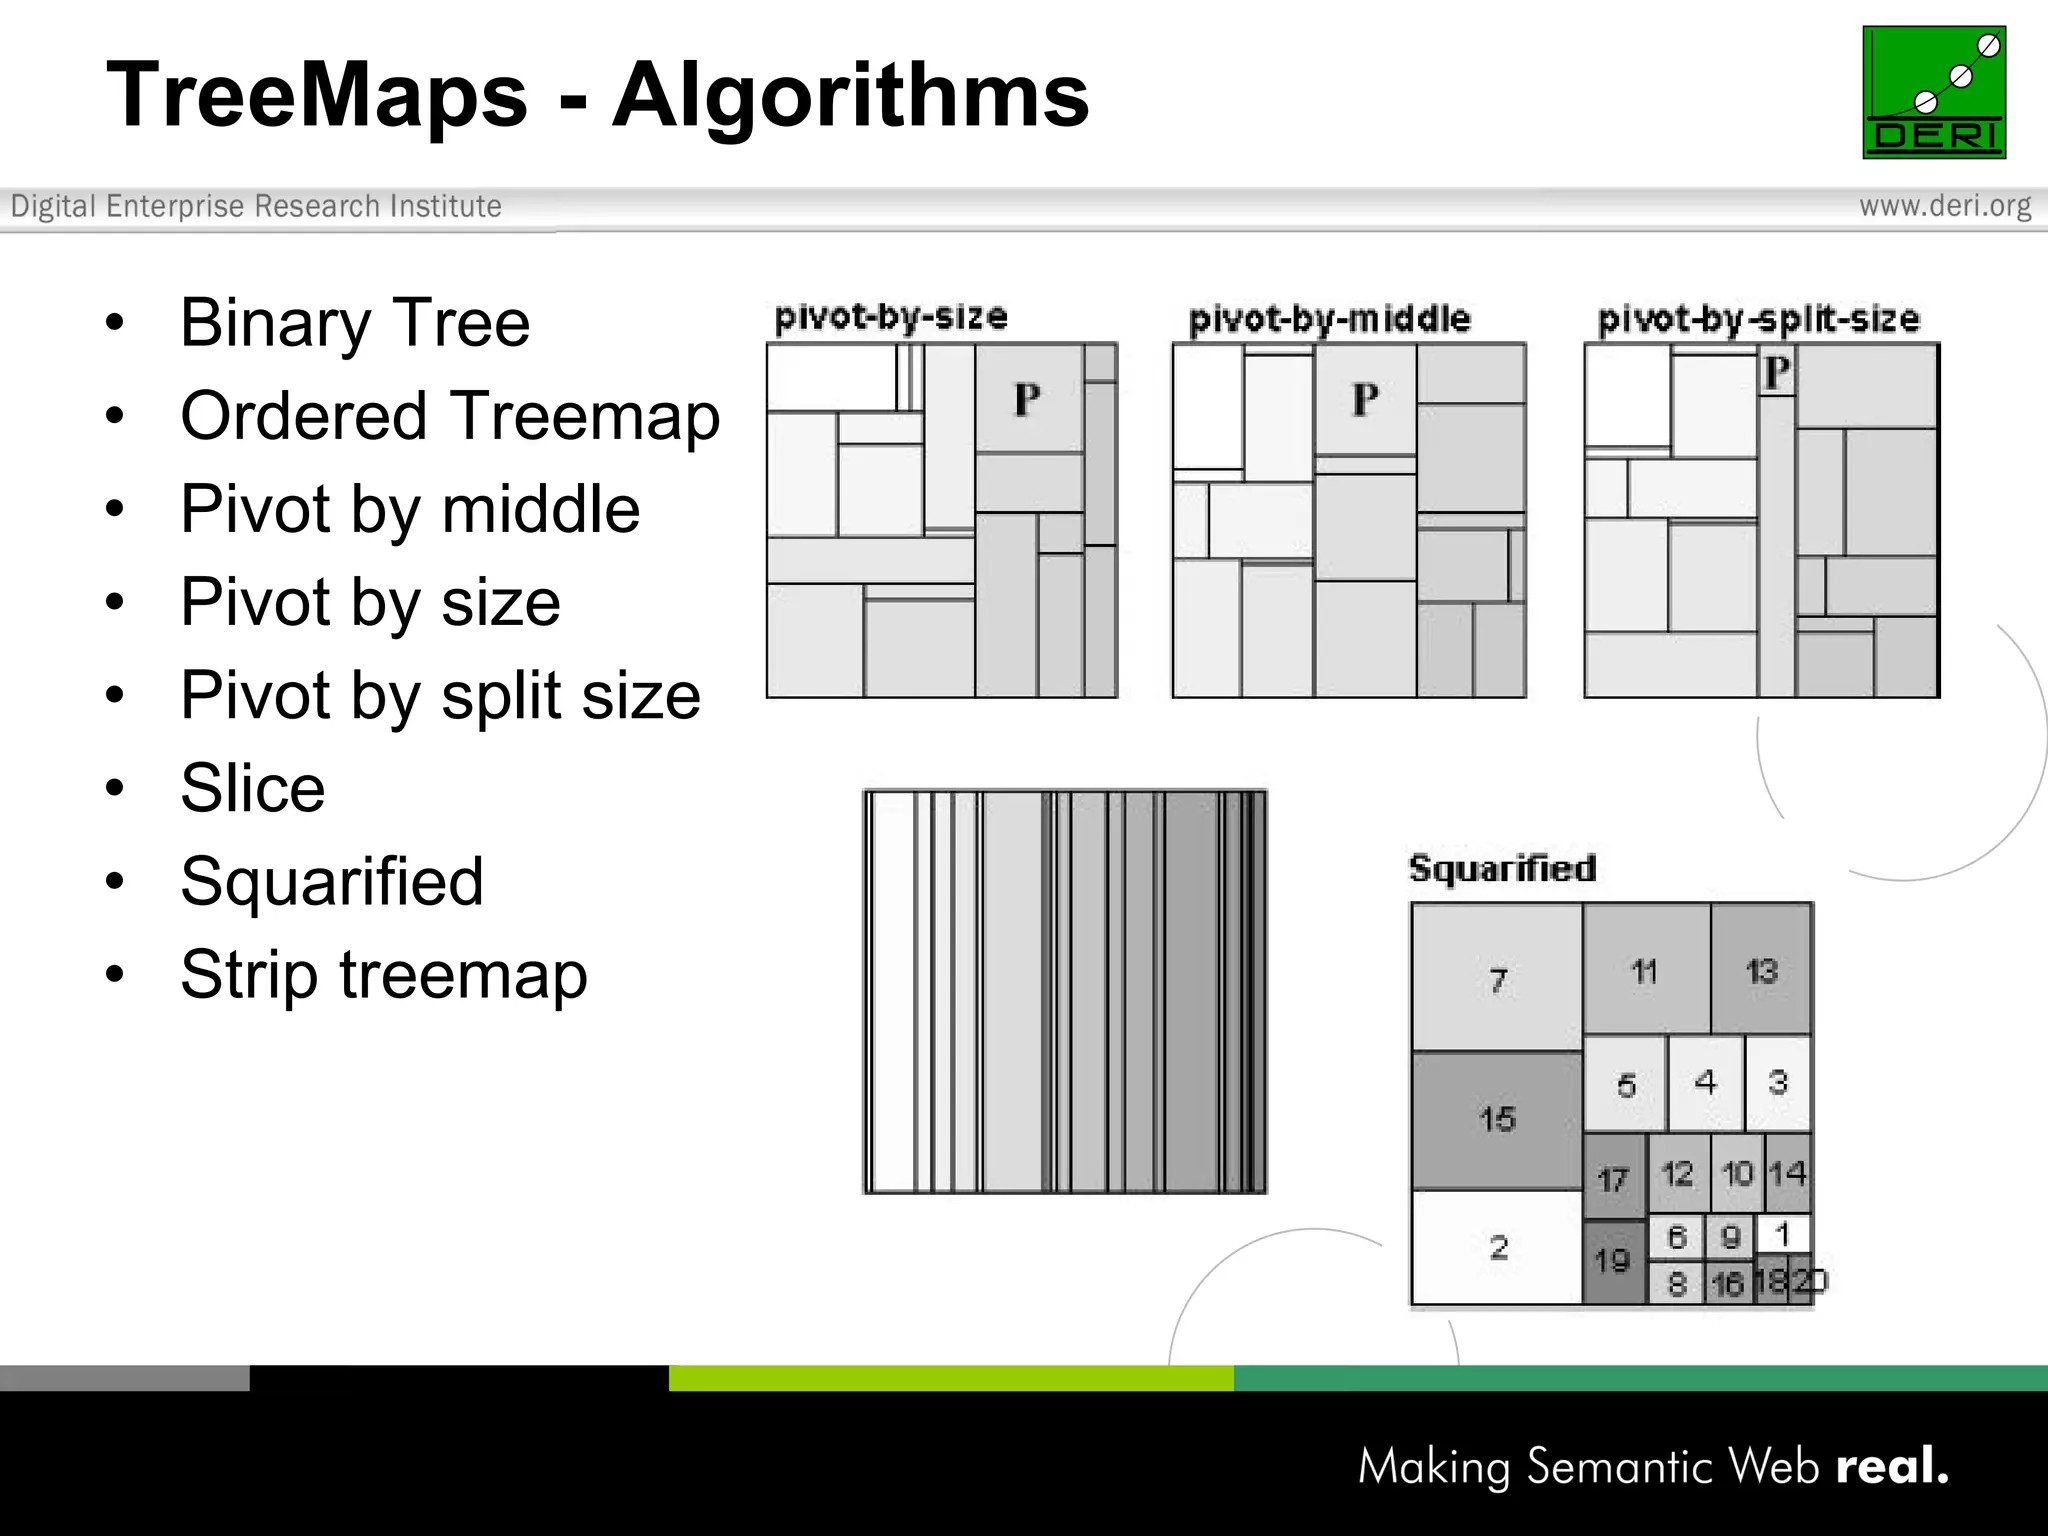 TreeMaps - Algorithms
DERI
Digital Enterprise Research Institute
www.deri.org
• Binary Tree
• Ordered Treemap
• Pivot by middle
• Pivot by size
• Pivot by split size
• Slice
• Squarified
• Strip treemap
pivot-by-size
P
pivot-by-middle
P
pivot-by-split-size
P
Squarified
7 11 13
5 4 3
15
17 12 10 14
2 19 6 9 1
8 16 18 20
Making Semantic Web real.